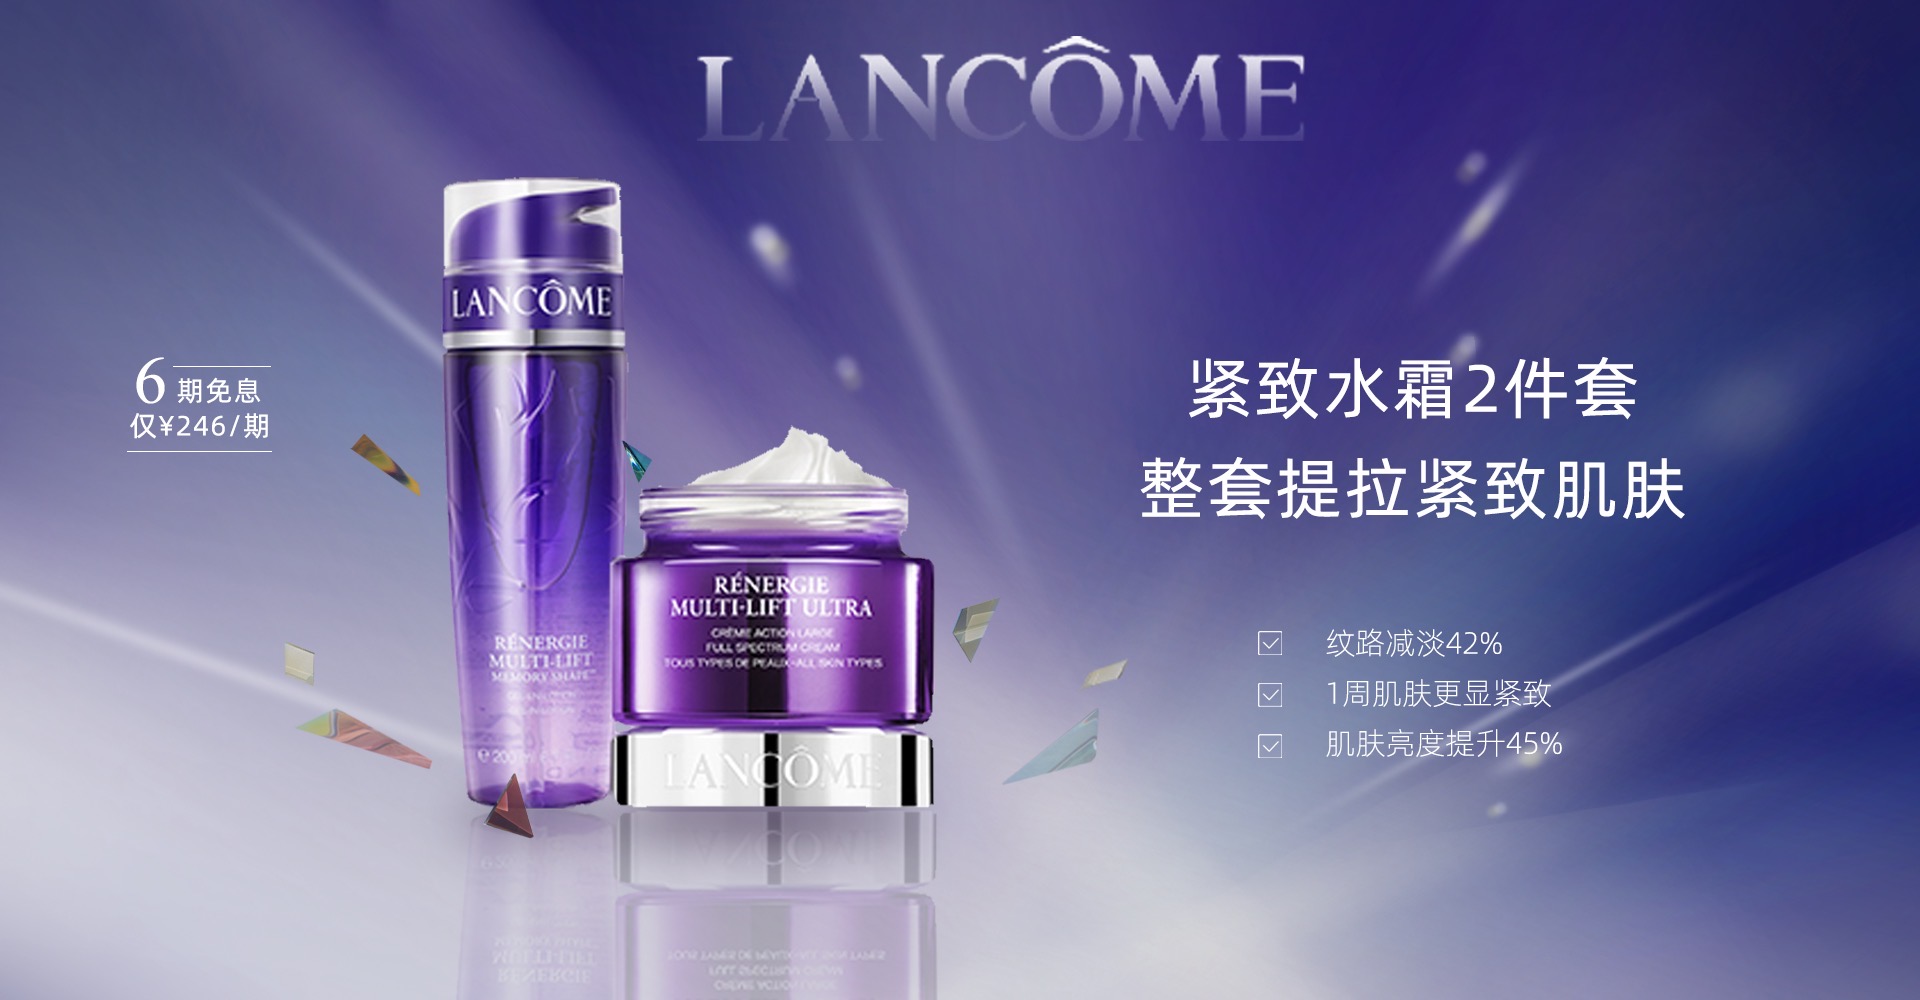 LANCÔME
6期免息
仅¥246/期
LANCÔME
RÉNERGIE
MULTI-LIFT
MEMORY SHAPE™
RÉNERGIE
MULTI-LIFT ULTRA
CRÈME ACTION LARGE
FULL SPECTRUM CREAM
TOUS TYPES DE PEAUX-ALL SKIN TYPES
LANCÔME
紧致水霜2件套
整套提拉紧致肌肤
纹路减淡42%
1周肌肤更显紧致
肌肤亮度提升45%